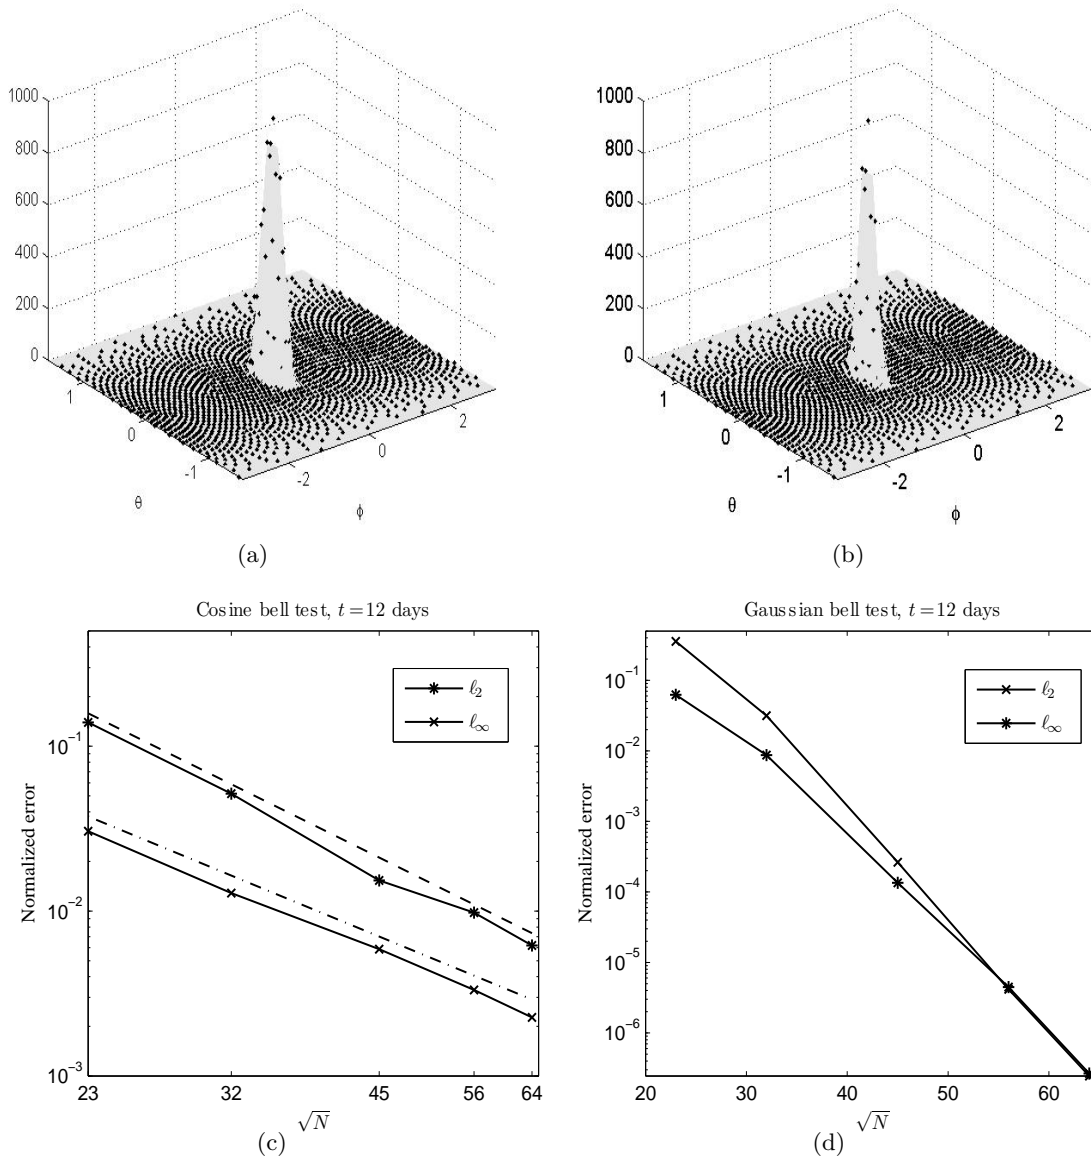 1000
800
600
400
200
0
1
0
-1
θ
-2
0
2
ϕ
(a)
1000
800
600
400
200
0
1
0
-1
θ
-2
0
2
ϕ
(b)
Cosine bell test, t = 12 days
ℓ₂
ℓ∞
Normalized error
10⁻¹
10⁻²
10⁻³
23 32 45 56 64
√N
(c)
Gaussian bell test, t = 12 days
ℓ₂
ℓ∞
Normalized error
10⁻¹
10⁻²
10⁻³
10⁻⁴
10⁻⁵
10⁻⁶
20 30 40 50 60
√N
(d)